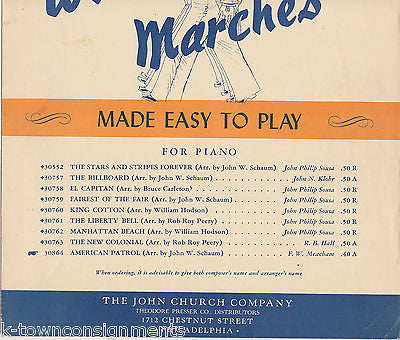 Marches
MADE EASY TO PLAY
FOR PIANO
*30552 THE STARS AND STRIPES FOREVER (Arr. by John W. Schaum) John Philip Sousa .50 R
*30757 THE BILLBOARD (Arr. by John W. Schaum) . . . . . . . . . John N. Klohr .50 A
*30758 EL CAPITAN (Arr. by Bruce Carleton) . . . . . . . . . . John Philip Sousa .50 R
*30759 FAIREST OF THE FAIR (Arr. by John W. Schaum) . . . . . John Philip Sousa .50 R
*30760 KING COTTON (Arr. by William Hodson) . . . . . . . . . John Philip Sousa .50 R
*30761 THE LIBERTY BELL (Arr. by Rob Roy Peery) . . . . . . . John Philip Sousa .50 R
*30762 MANHATTAN BEACH (Arr. by William Hodson) . . . . . . . John Philip Sousa .50 R
*30763 THE NEW COLONIAL (Arr. by Rob Roy Peery) . . . . . . . R. B. Hall .50 A
30864 AMERICAN PATROL (Arr. by John W. Schaum) . . . . . . . F. W. Meacham .40 A
When ordering, it is advisable to give both composer's name and arranger's name
THE JOHN CHURCH COMPANY
THEODORE PRESSER CO., DISTRIBUTORS
1712 CHESTNUT STREET
PHILADELPHIA
k-townconsignments